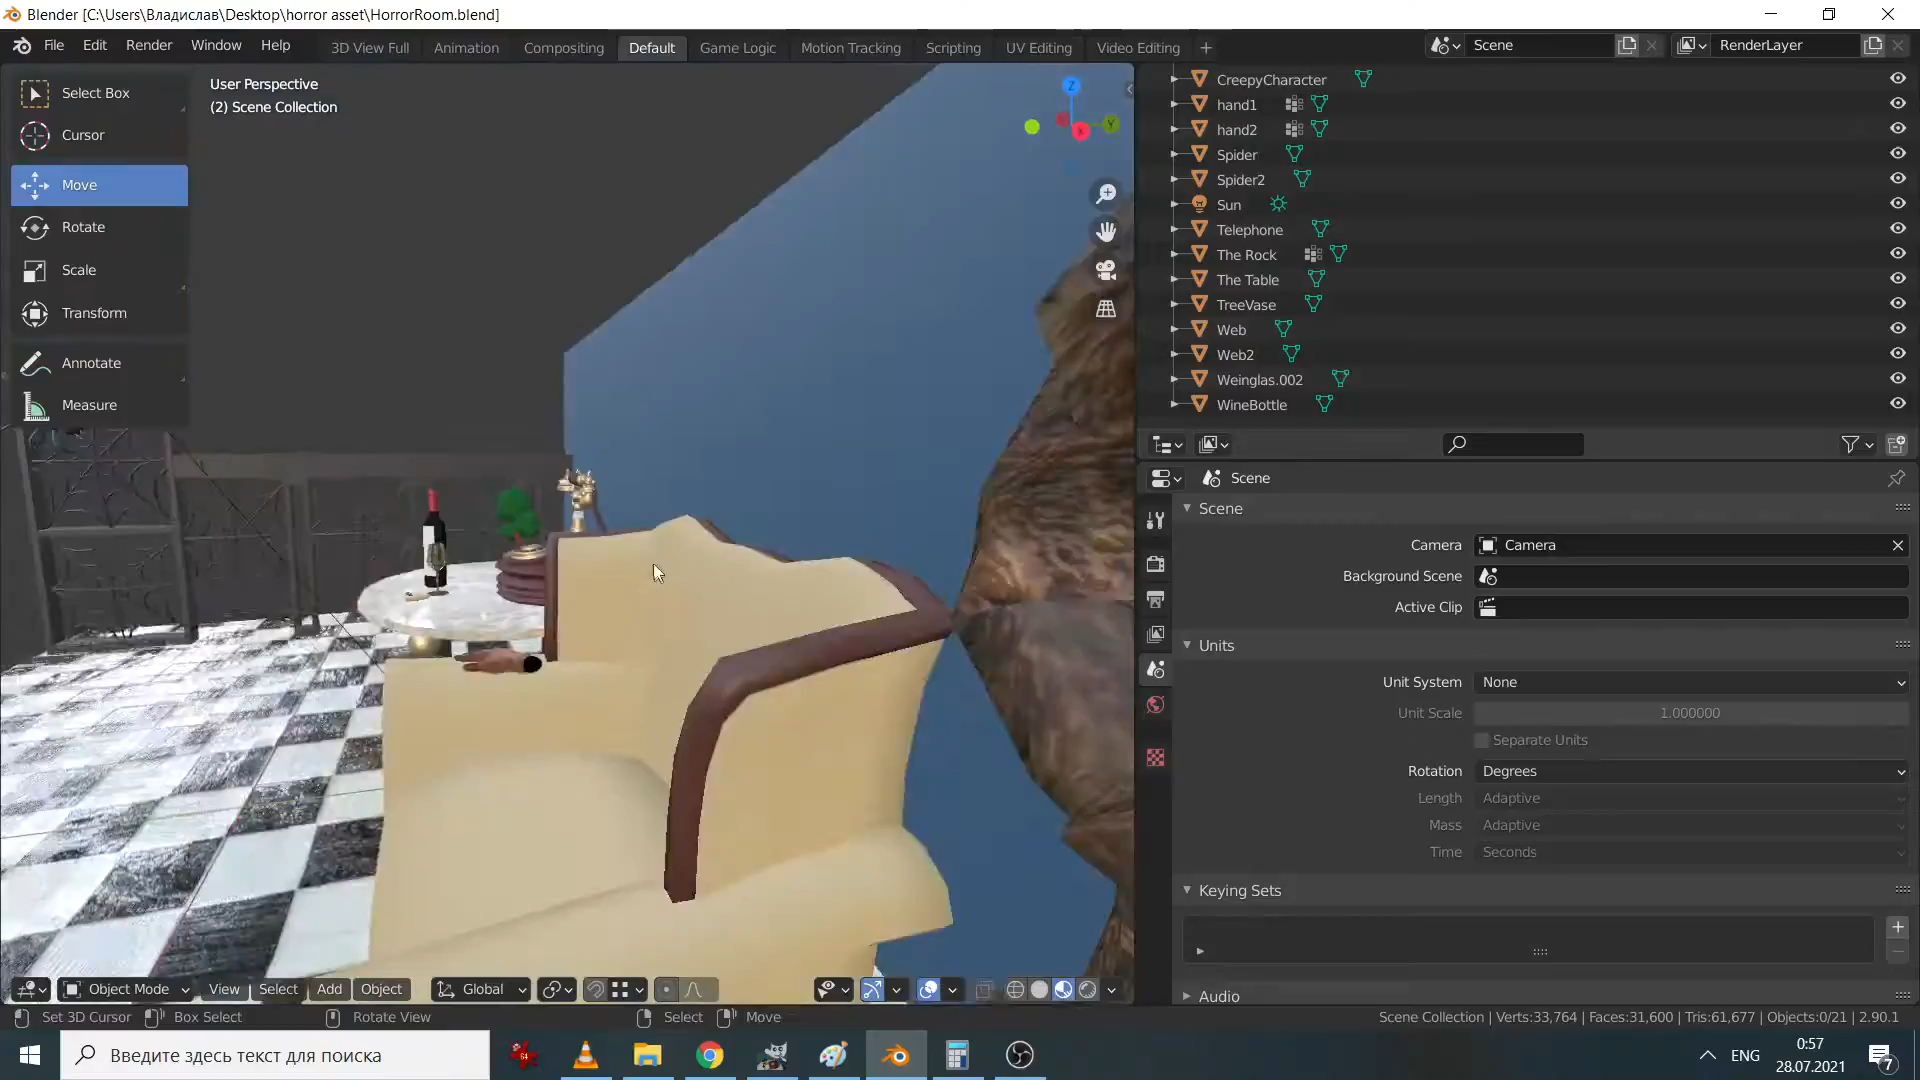 Blender [C:\Users\Владислав\Desktop\horror asset\HorrorRoom.blend]
File Edit Render Window Help 3D View Full Animation Compositing Default Game Logic Motion Tracking Scripting UV Editing Video Editing + Scene RenderLayer
Select Box
Cursor
Move
Rotate
Scale
Transform
Annotate
Measure
User Perspective
(2) Scene Collection
Z
Y
X
CreepyCharacter
hand1
hand2
Spider
Spider2
Sun
Telephone
The Rock
The Table
TreeVase
Web
Web2
Weinglas.002
WineBottle
Scene
Scene
Camera Camera
Background Scene
Active Clip
Units
Unit System None
Unit Scale 1.000000
Separate Units
Rotation Degrees
Length Adaptive
Mass Adaptive
Time Seconds
Keying Sets
Audio
Object Mode View Select Add Object Global
Set 3D Cursor Box Select Rotate View Select Move Scene Collection | Verts:33,764 | Faces:31,600 | Tris:61,677 | Objects:0/21 | 2.90.1
Введите здесь текст для поиска
64
ENG
0:57
28.07.2021
7